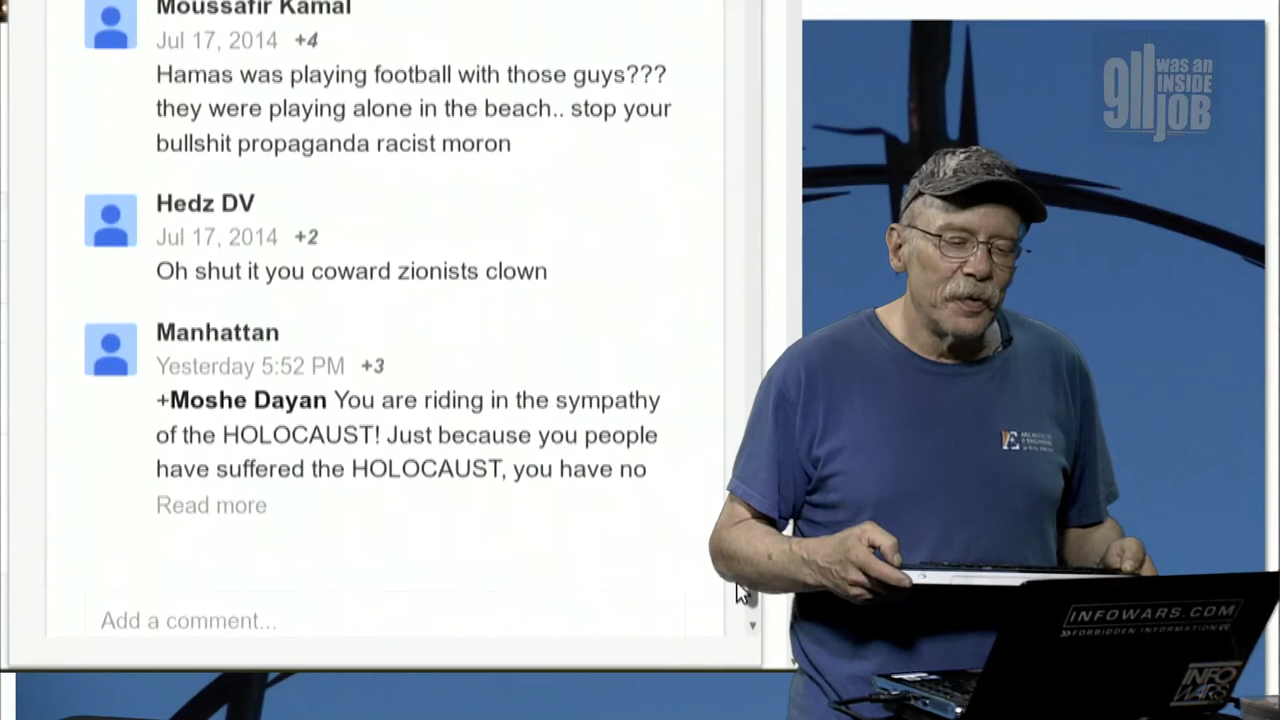 Moussafir Kamal
Jul 17, 2014 +4
Hamas was playing football with those guys???
they were playing alone in the beach.. stop your
bullshit propaganda racist moron
Hedz DV
Jul 17, 2014 +2
Oh shut it you coward zionists clown
Manhattan
Yesterday 5:52 PM +3
+Moshe Dayan You are riding in the sympathy
of the HOLOCAUST! Just because you people
have suffered the HOLOCAUST, you have no
Read more
Add a comment...
911 WAS AN
INSIDE
JOB
ARCHITECTS
& ENGINEERS
INFOWARS.COM
»FORBIDDEN INFORMATION«
INFO
WARS